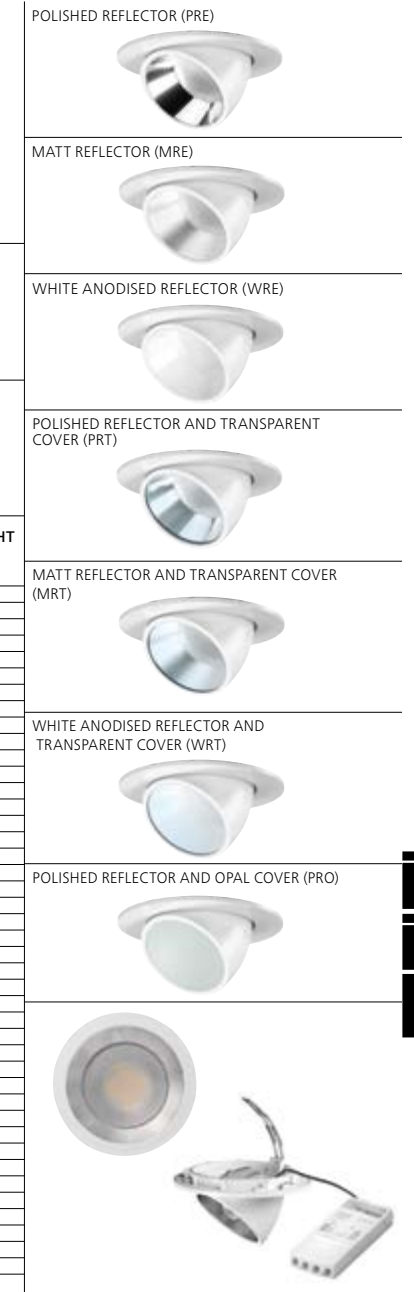 POLISHED REFLECTOR (PRE)
MATT REFLECTOR (MRE)
WHITE ANODISED REFLECTOR (WRE)
POLISHED REFLECTOR AND TRANSPARENT
COVER (PRT)
HT
MATT REFLECTOR AND TRANSPARENT COVER
(MRT)
WHITE ANODISED REFLECTOR AND
TRANSPARENT COVER (WRT)
POLISHED REFLECTOR AND OPAL COVER (PRO)